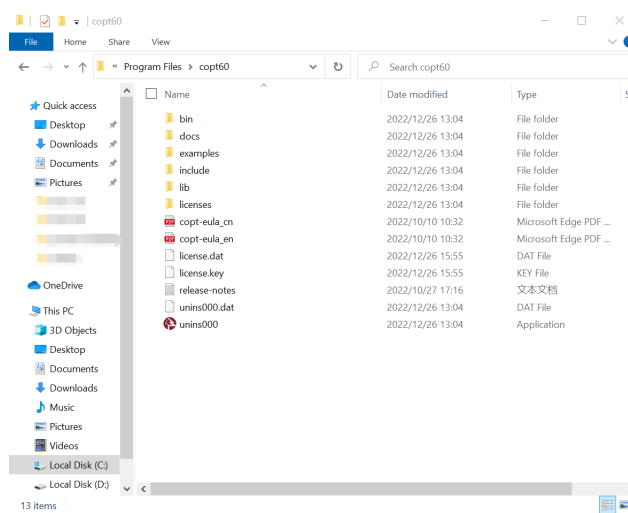 copt60
File Home Share View
« Program Files > copt60 Search copt60
Name Date modified Type
Quick access
Desktop
Downloads
Documents
Pictures
OneDrive
This PC
3D Objects
Desktop
Documents
Downloads
Music
Pictures
Videos
Local Disk (C:)
Local Disk (D:)
bin 2022/12/26 13:04 File folder
docs 2022/12/26 13:04 File folder
examples 2022/12/26 13:04 File folder
include 2022/12/26 13:04 File folder
lib 2022/12/26 13:04 File folder
licenses 2022/12/26 13:04 File folder
copt-eula_cn 2022/10/10 10:32 Microsoft Edge PDF ...
copt-eula_en 2022/10/10 10:32 Microsoft Edge PDF ...
license.dat 2022/12/26 15:55 DAT File
license.key 2022/12/26 15:55 KEY File
release-notes 2022/10/27 17:16 文本文档
unins000.dat 2022/12/26 13:04 DAT File
unins000 2022/12/26 13:04 Application
13 items